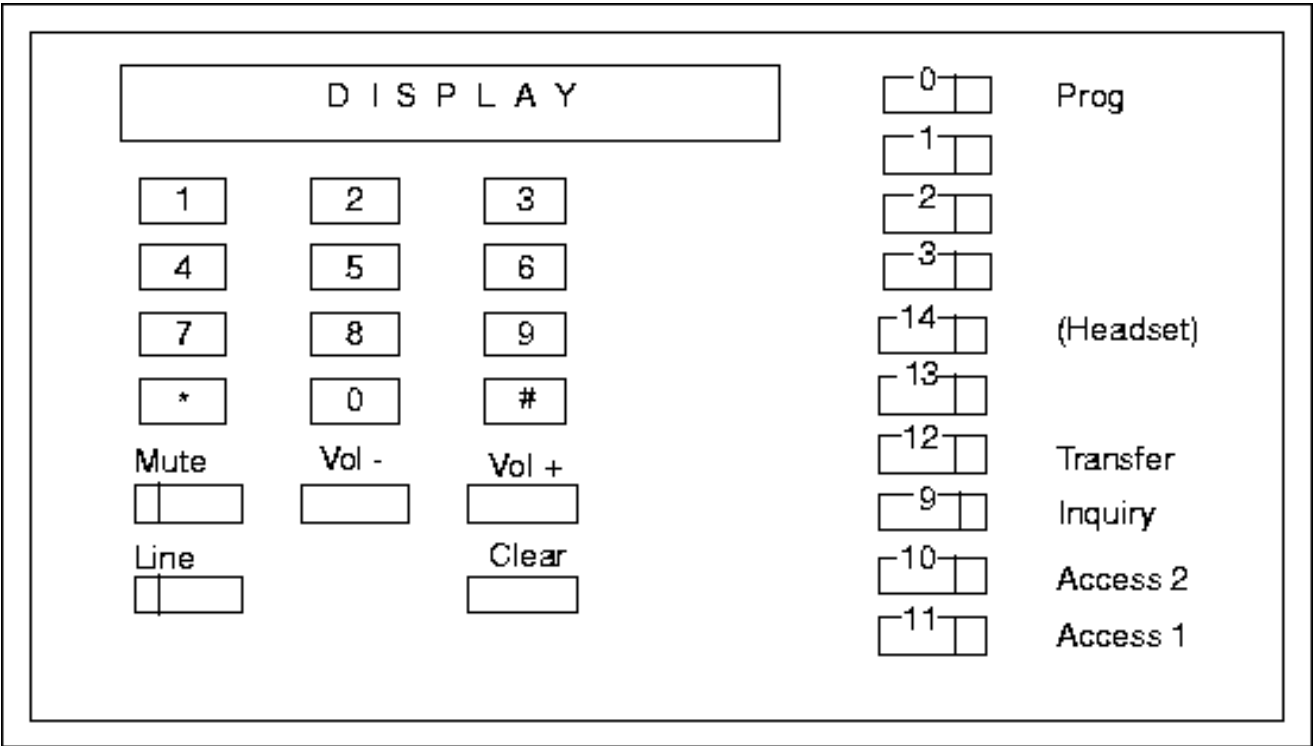 D I S P L A Y
1 2 3
4 5 6
7 8 9
* 0 #
Mute Vol - Vol +
Line Clear
0 Prog
1
2
3
14 (Headset)
13
12 Transfer
9 Inquiry
10 Access 2
11 Access 1